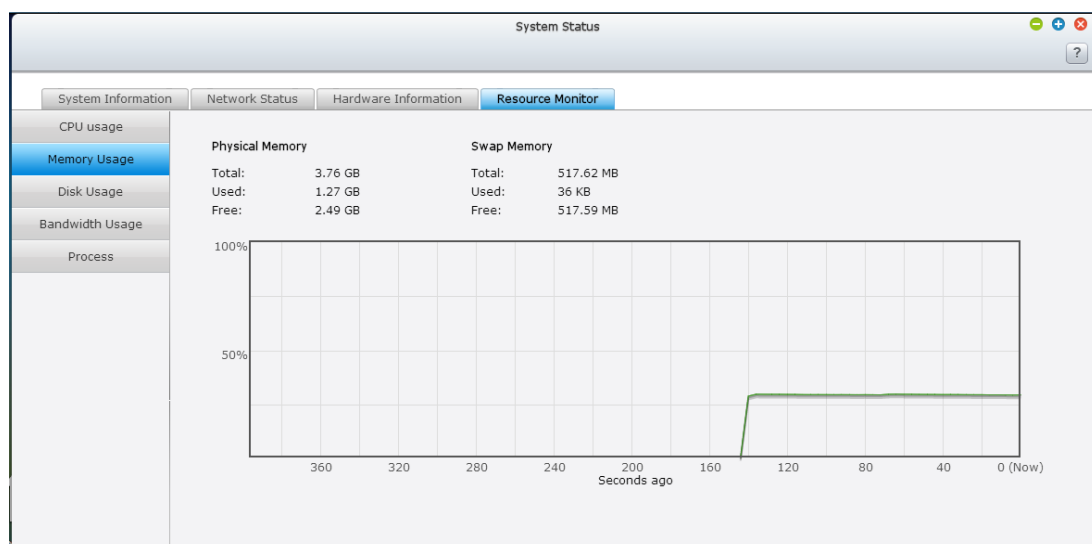 System Status
?
System Information Network Status Hardware Information Resource Monitor
CPU usage
Memory Usage
Disk Usage
Bandwidth Usage
Process
Physical Memory Swap Memory
Total: 3.76 GB Total: 517.62 MB
Used: 1.27 GB Used: 36 KB
Free: 2.49 GB Free: 517.59 MB
100%
50%
360 320 280 240 200 160 120 80 40 0 (Now)
Seconds ago